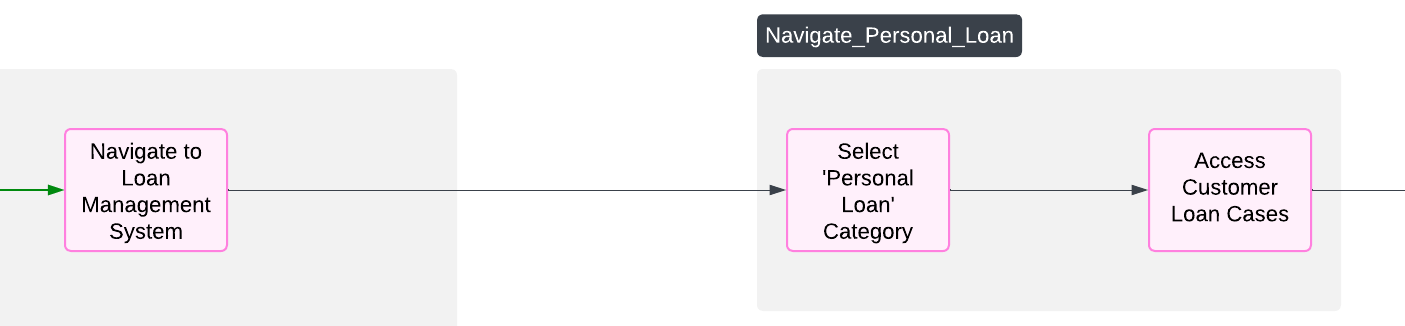 Navigate_Personal_Loan
Navigate to
Loan
Management
System
Select
'Personal
Loan'
Category
Access
Customer
Loan Cases